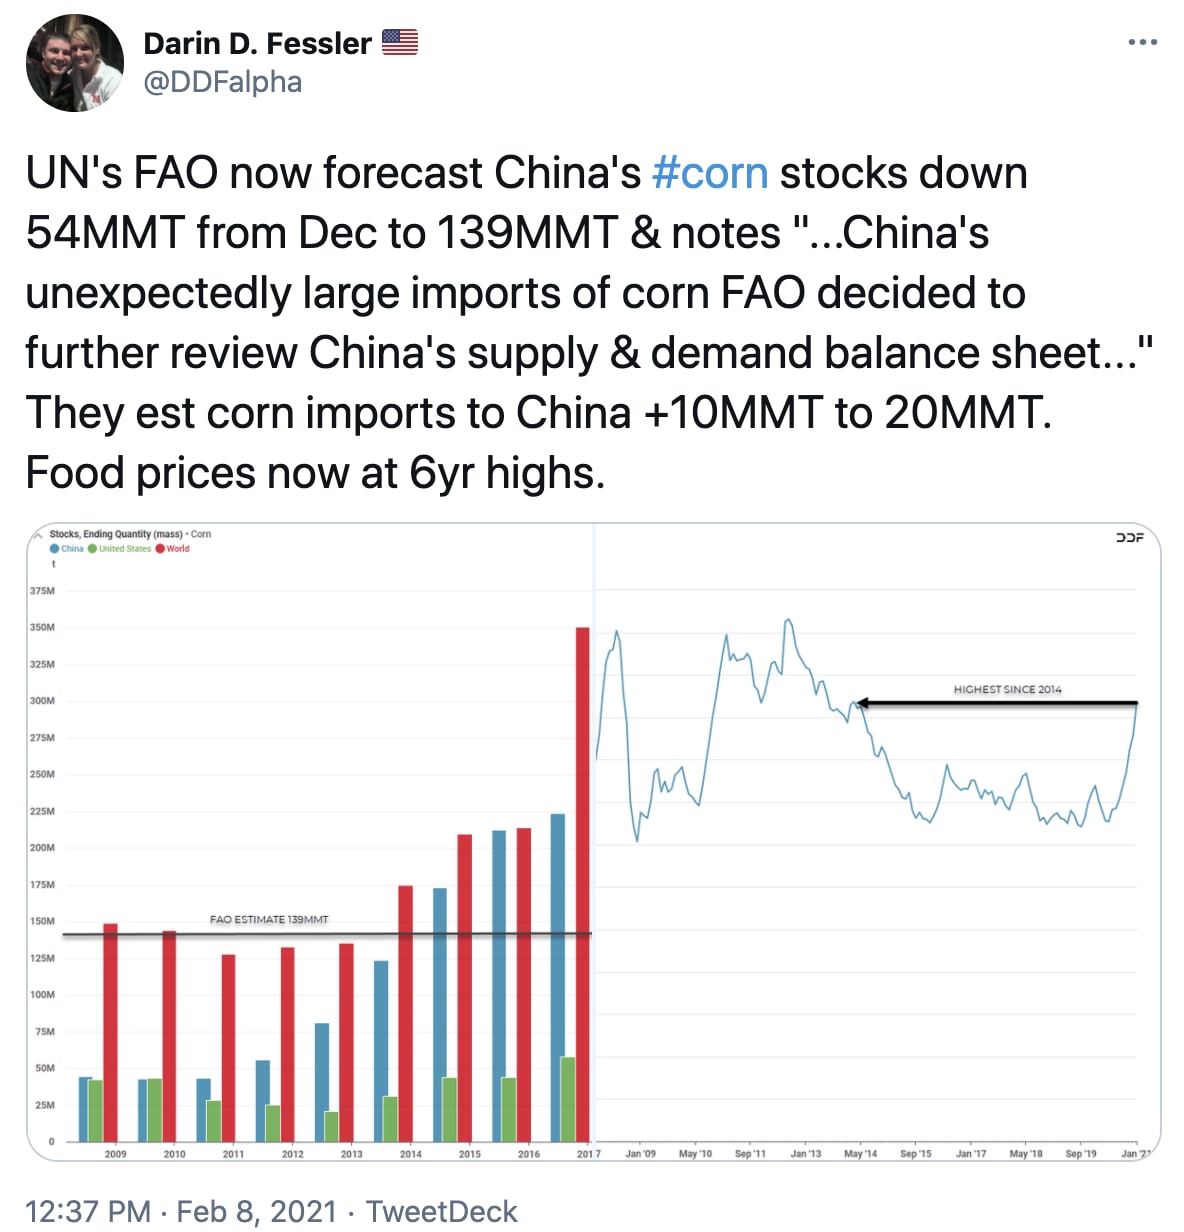 Darin D. Fessler 🇺🇸
@DDFalpha
UN's FAO now forecast China's #corn stocks down
54MMT from Dec to 139MMT & notes "...China's
unexpectedly large imports of corn FAO decided to
further review China's supply & demand balance sheet..."
They est corn imports to China +10MMT to 20MMT.
Food prices now at 6yr highs.
Stocks, Ending Quantity (mass) • Corn
China United States World
t
375M
350M
325M
300M
275M
250M
225M
200M
175M
150M
125M
100M
75M
50M
25M
0
FAO ESTIMATE 139MMT
2009 2010 2011 2012 2013 2014 2015 2016 2017
DDF
HIGHEST SINCE 2014
Jan '09 May '10 Sep '11 Jan '13 May '14 Sep '15 Jan '17 May '18 Sep '19 Jan '21
12:37 PM · Feb 8, 2021 · TweetDeck